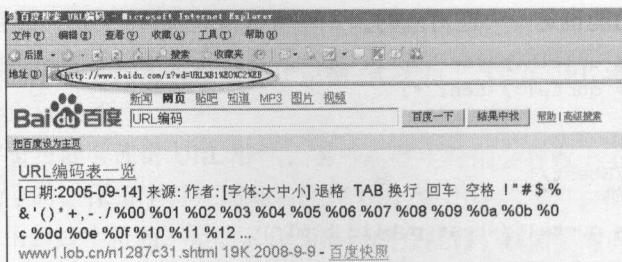 百度搜索_URL编码 - Microsoft Internet Explorer
文件(F) 编辑(E) 查看(V) 收藏(A) 工具(T) 帮助(H)
后退 搜索 收藏夹
地址(D) http://www.baidu.com/s?wd=URL%B1%E0%C2%EB
新闻 网页 贴吧 知道 MP3 图片 视频
Bai百度 URL编码 百度一下 结果中找 帮助 | 高级搜索
把百度设为主页
URL编码表一览
[日期:2005-09-14] 来源: 作者: [字体:大中小] 退格 TAB 换行 回车 空格 ! " # $ %
& ' ( ) * + , - . / %00 %01 %02 %03 %04 %05 %06 %07 %08 %09 %0a %0b %0
c %0d %0e %0f %10 %11 %12 ...
www1.lob.cn/n1287c31.shtml 19K 2008-9-9 - 百度快照